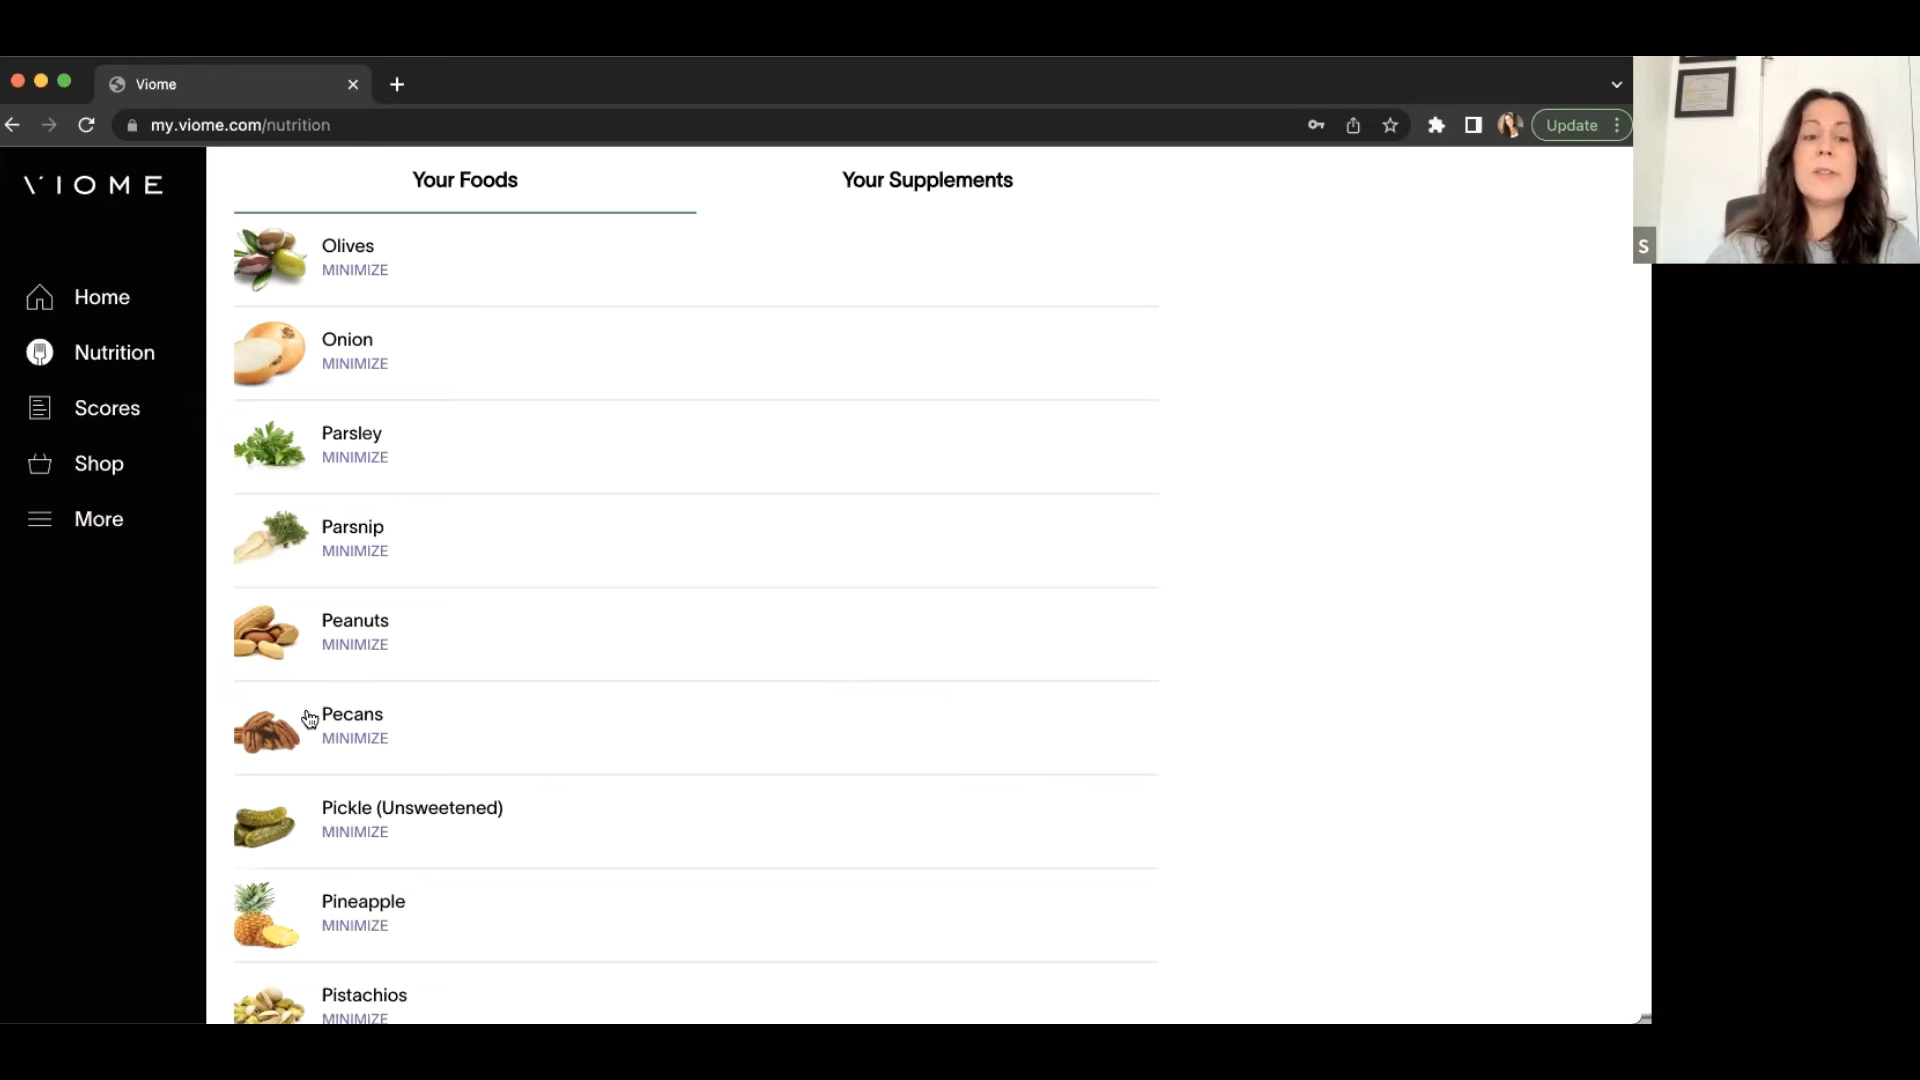 Viome
my.viome.com/nutrition
Update
VIOME
Home
Nutrition
Scores
Shop
More
Your Foods
Your Supplements
Olives
MINIMIZE
Onion
MINIMIZE
Parsley
MINIMIZE
Parsnip
MINIMIZE
Peanuts
MINIMIZE
Pecans
MINIMIZE
Pickle (Unsweetened)
MINIMIZE
Pineapple
MINIMIZE
Pistachios
MINIMIZE
S